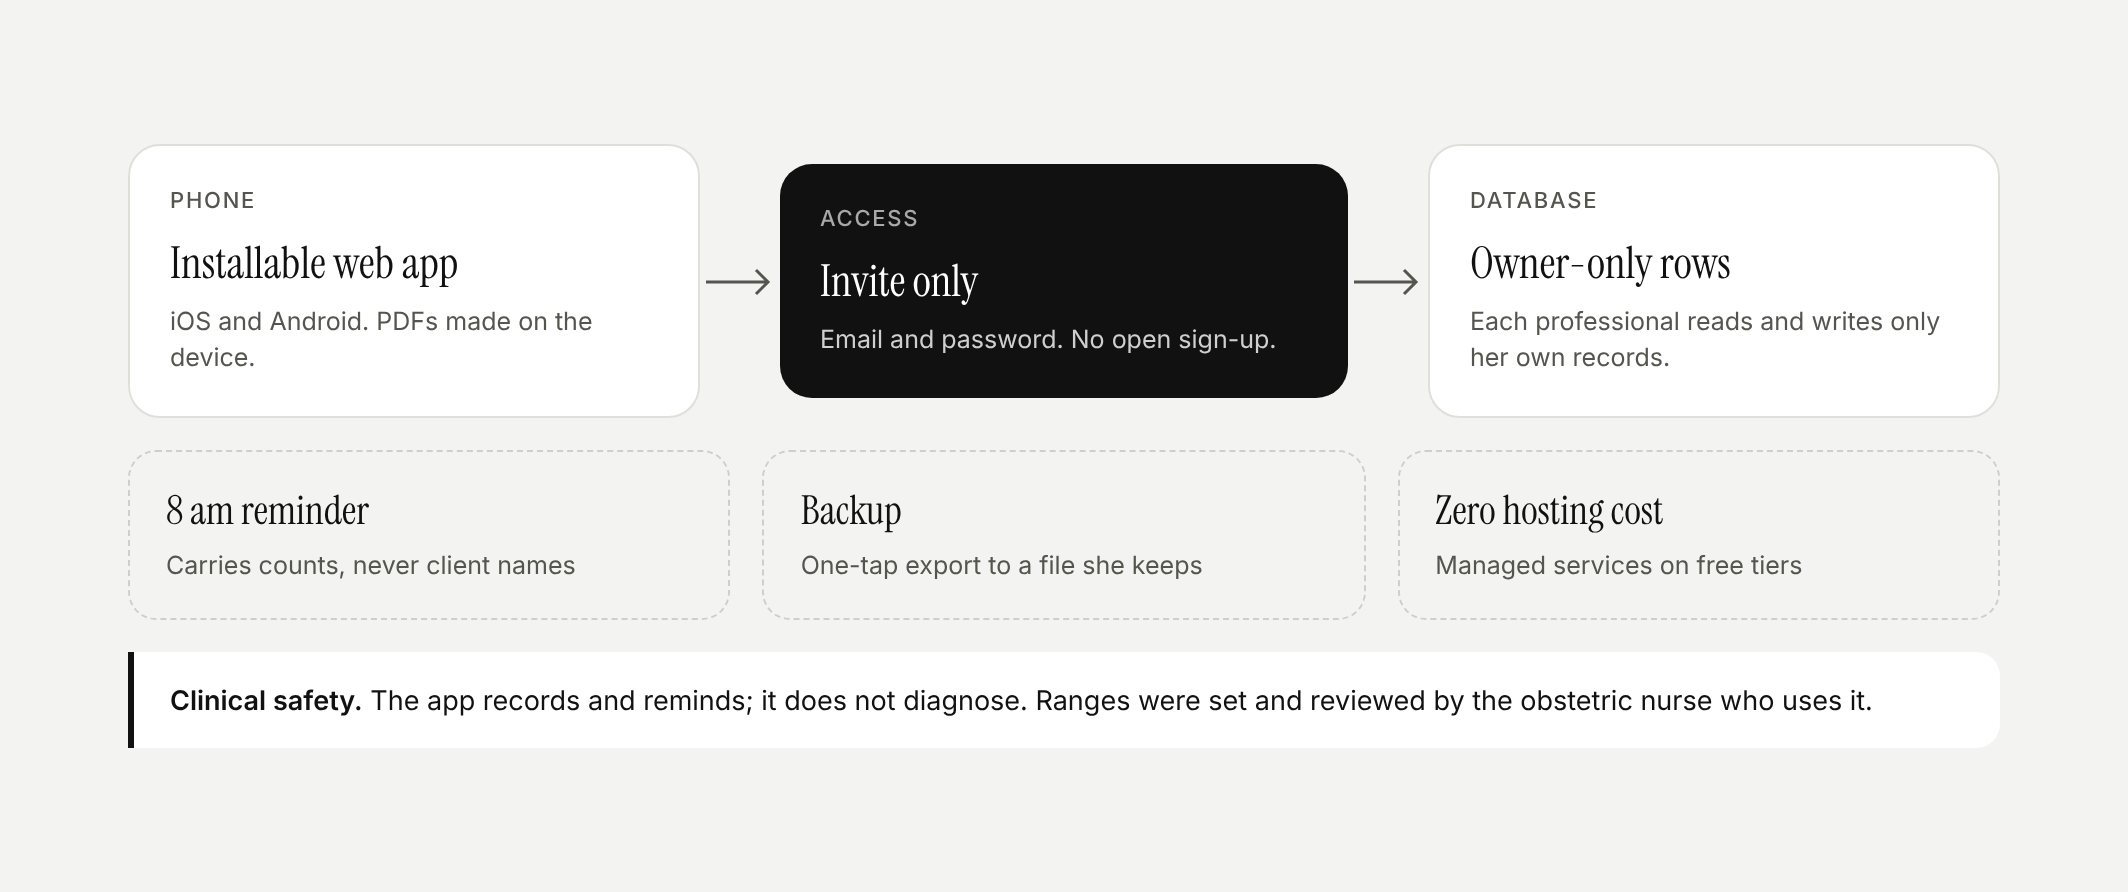 PHONE
Installable web app
iOS and Android. PDFs made on the
device.
ACCESS
Invite only
Email and password. No open sign-up.
DATABASE
Owner-only rows
Each professional reads and writes only
her own records.
8 am reminder
Carries counts, never client names
Backup
One-tap export to a file she keeps
Zero hosting cost
Managed services on free tiers
Clinical safety. The app records and reminds; it does not diagnose. Ranges were set and reviewed by the obstetric nurse who uses it.